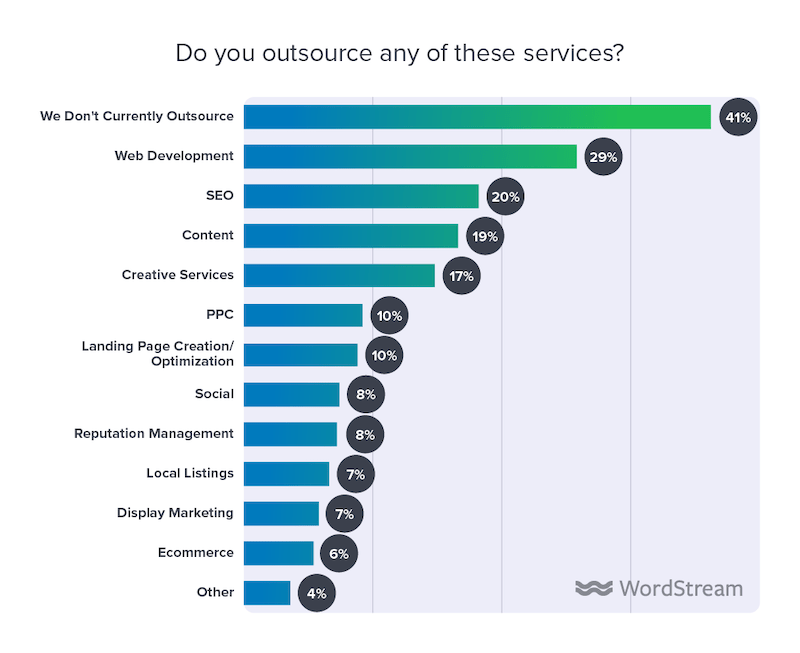 Do you outsource any of these services?
We Don't Currently Outsource
41%
Web Development
29%
SEO
20%
Content
19%
Creative Services
17%
PPC
10%
Landing Page Creation/
Optimization
10%
Social
8%
Reputation Management
8%
Local Listings
7%
Display Marketing
7%
Ecommerce
6%
Other
4%
WordStream